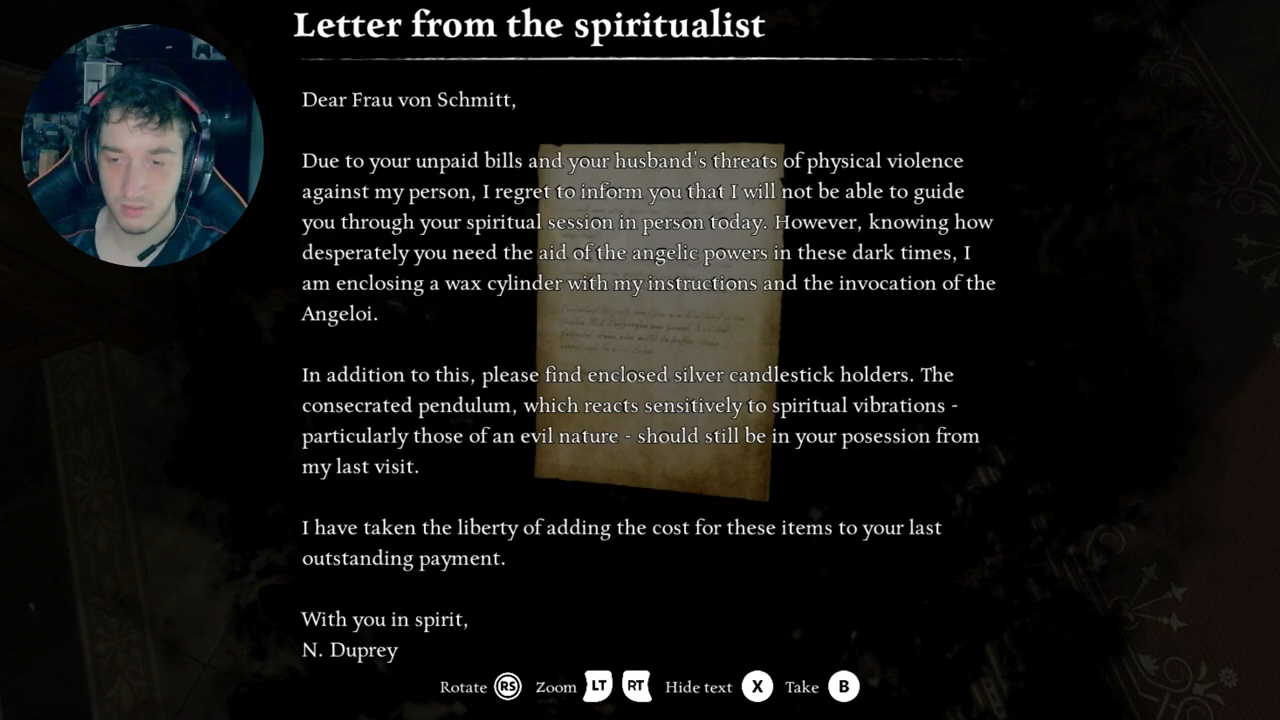 Letter from the spiritualist
Dear Frau von Schmitt,
Due to your unpaid bills and your husband's threats of physical violence
against my person, I regret to inform you that I will not be able to guide
you through your spiritual session in person today. However, knowing how
desperately you need the aid of the angelic powers in these dark times, I
am enclosing a wax cylinder with my instructions and the invocation of the
Angeloi.
In addition to this, please find enclosed silver candlestick holders. The
consecrated pendulum, which reacts sensitively to spiritual vibrations -
particularly those of an evil nature - should still be in your posession from
my last visit.
I have taken the liberty of adding the cost for these items to your last
outstanding payment.
With you in spirit,
N. Duprey
Rotate RS Zoom LT RT Hide text X Take B